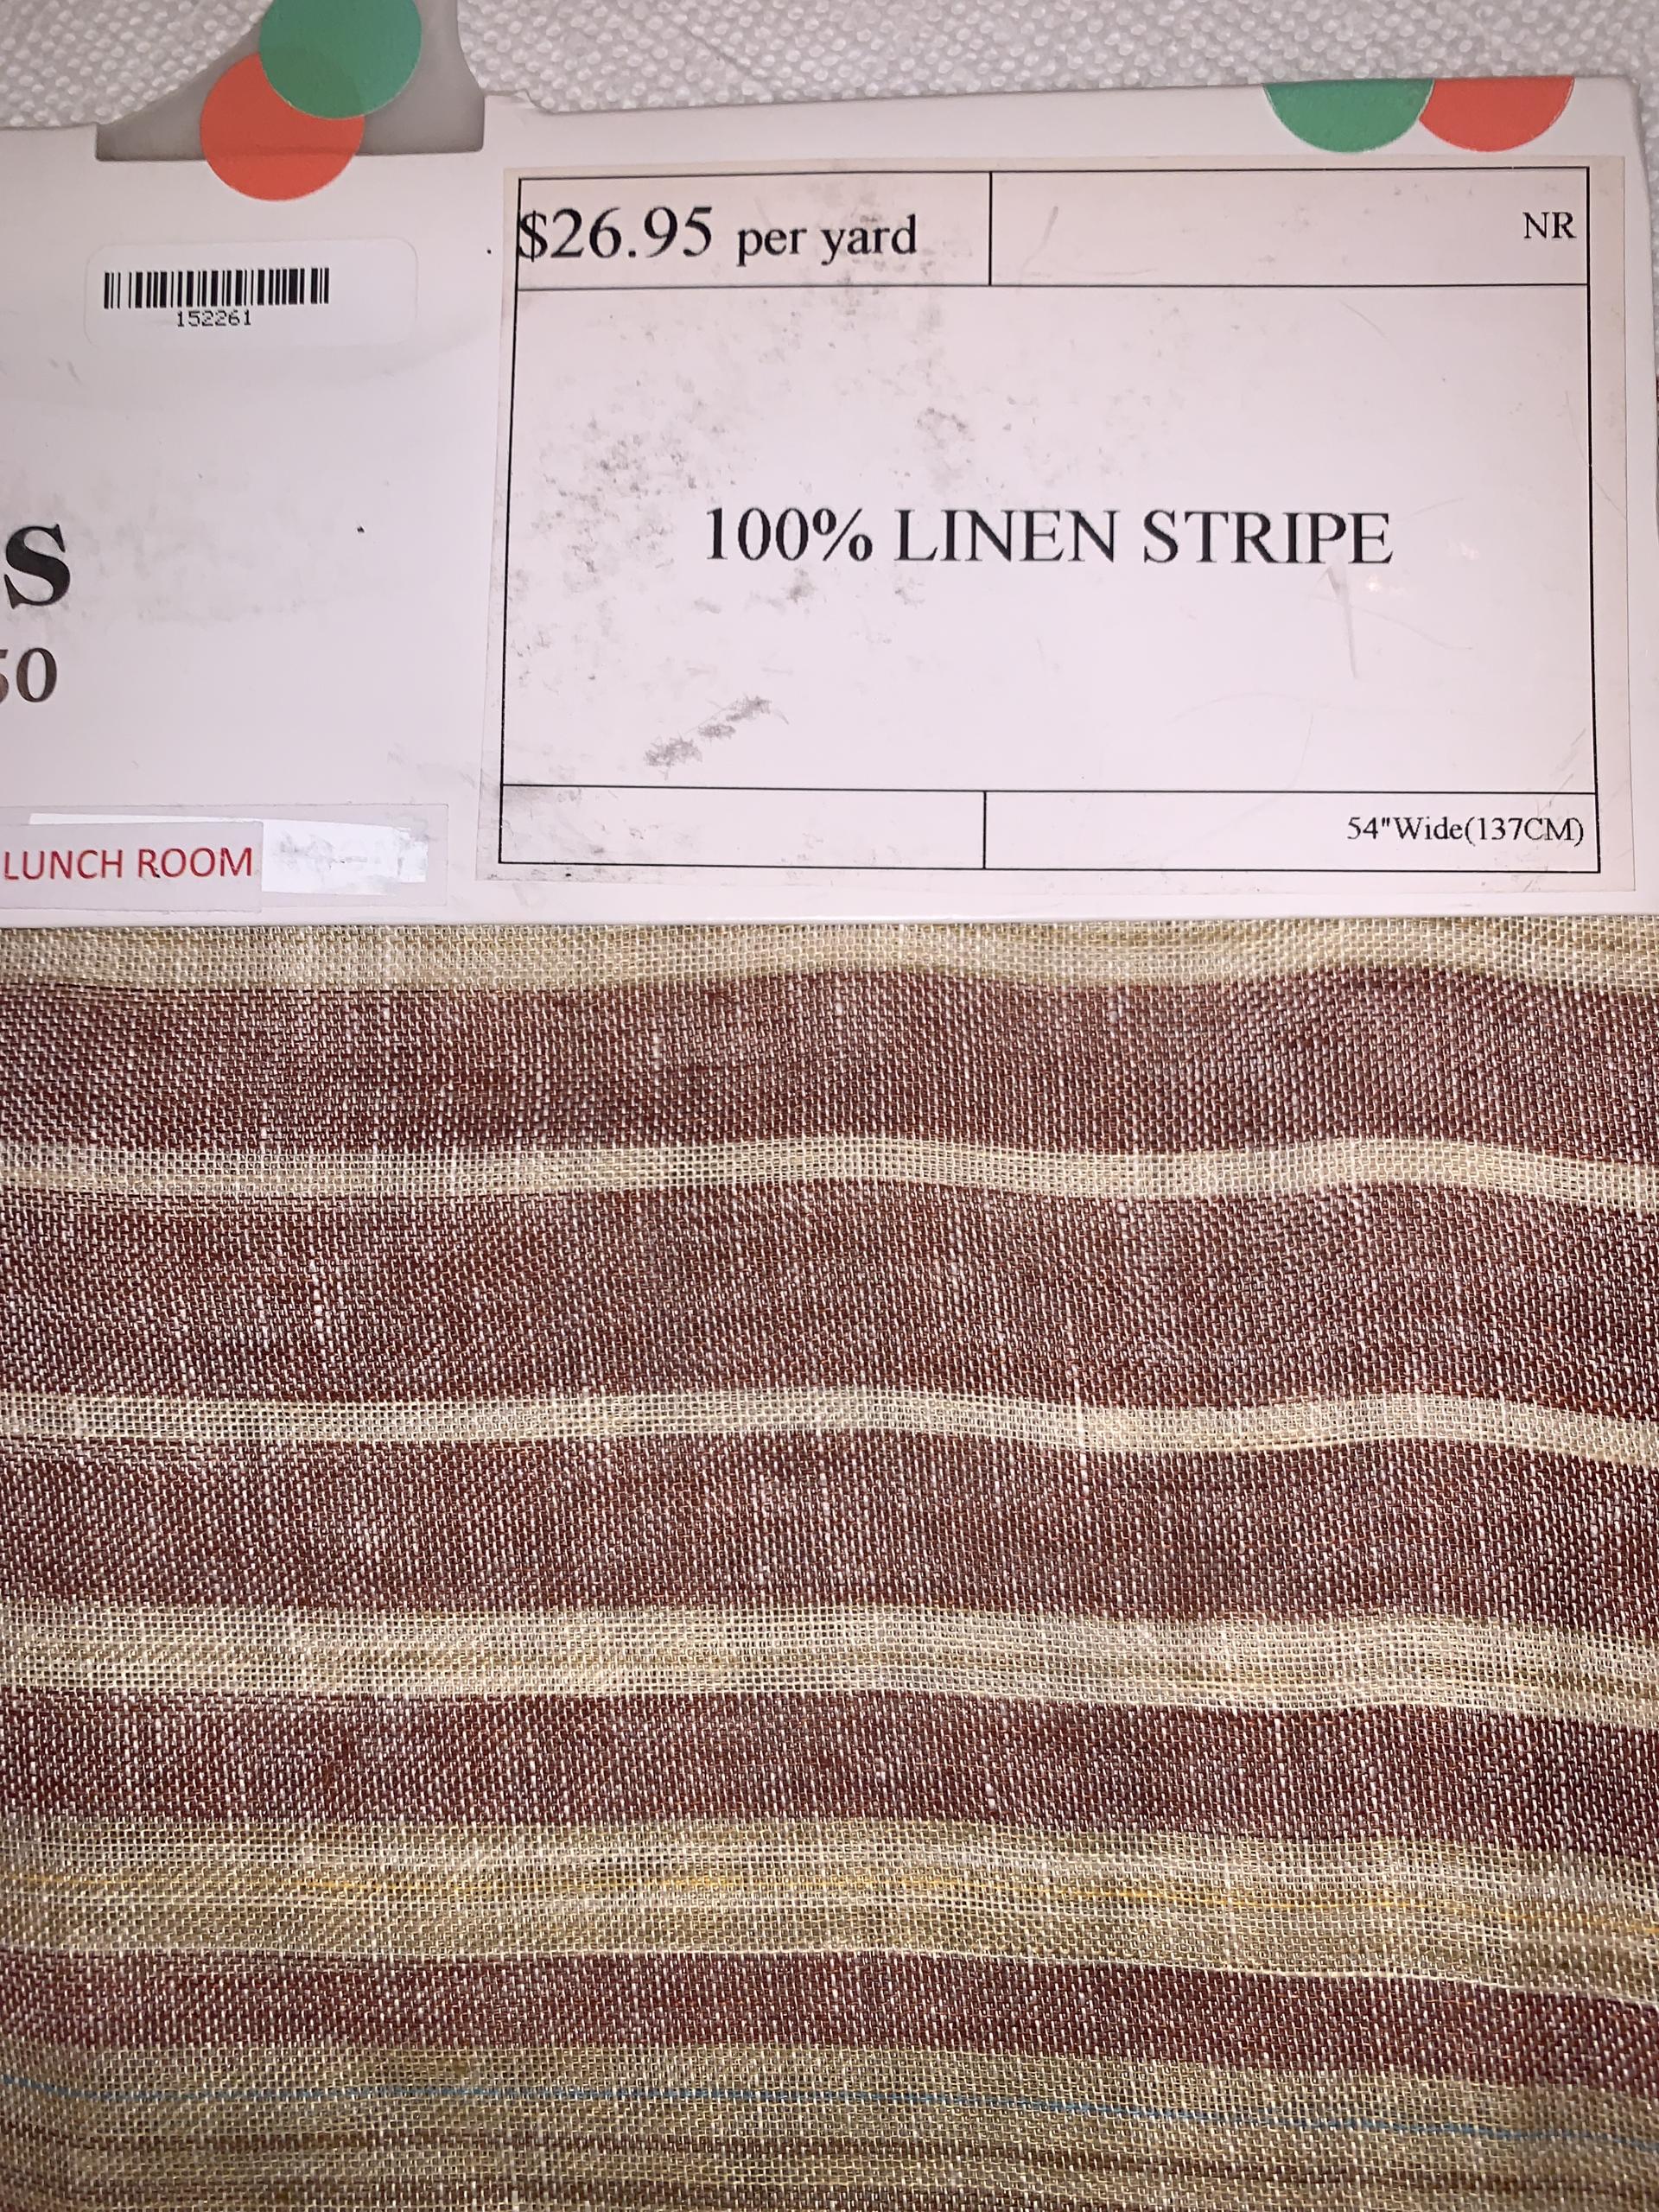 $26.95 per yard
NR
152261
100% LINEN STRIPE
S
50
54"Wide(137CM)
LUNCH ROOM